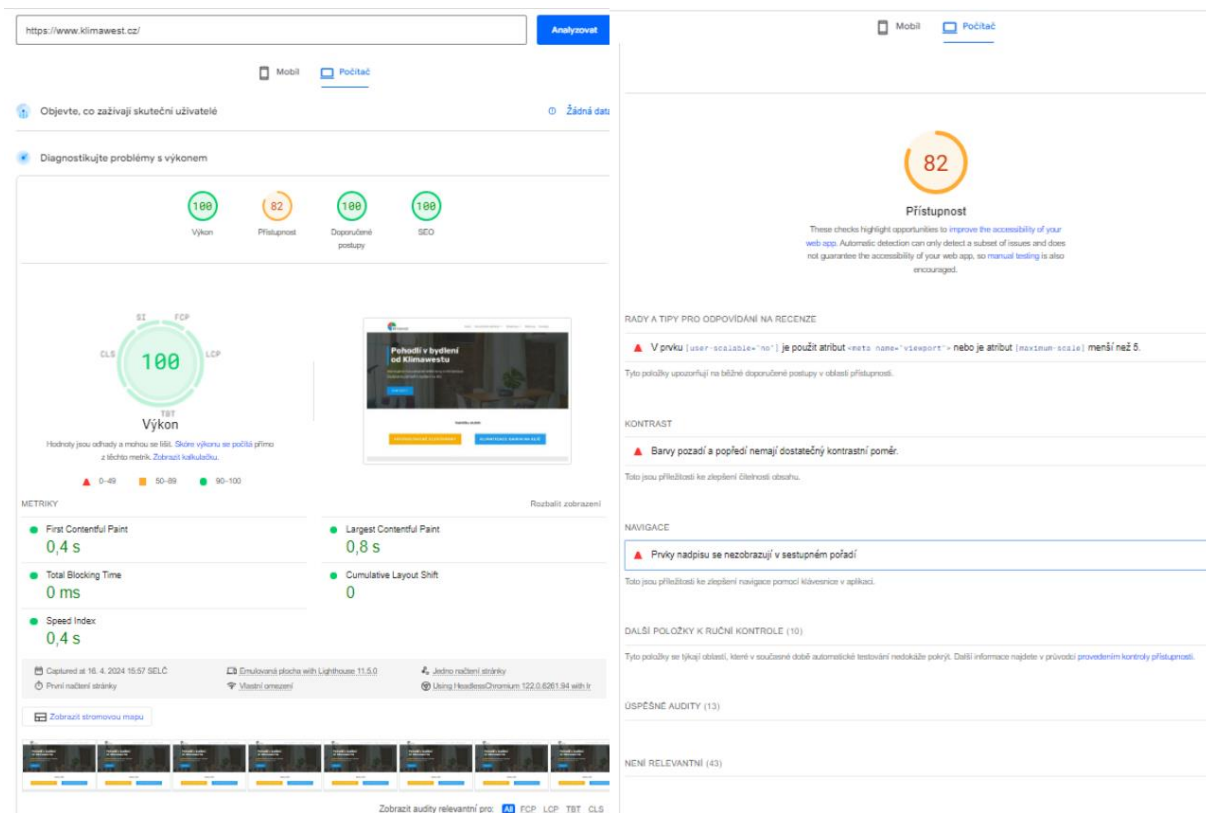 https://www.klimawest.cz/
Analyzovat
Mobil
Počítač
Objevte, co zažívají skuteční uživatelé
Žádná data
Diagnostikujte problémy s výkonem
100
82
100
100
Výkon
Přístupnost
Doporučené postupy
SEO
SI
FCP
CLS
LCP
TBT
100
Výkon
Hodnoty jsou odhady a mohou se lišit. Skóre výkonu se počítá přímo
z těchto metrik. Zobrazit kalkulačku.
0–49
50–89
90–100
Pohodlí v bydlení
od Klimawestu
METRIKY
Rozbalit zobrazení
First Contentful Paint
0,4 s
Largest Contentful Paint
0,8 s
Total Blocking Time
0 ms
Cumulative Layout Shift
0
Speed Index
0,4 s
Captured at 16. 4. 2024 15:57 SELČ
Emulovaná plocha with Lighthouse 11.5.0
Jedno načtení stránky
První načtení stránky
Vlastní omezení
Using HeadlessChromium 122.0.6261.94 with lr
Zobrazit stromovou mapu
Zobrazit audity relevantní pro: All FCP LCP TBT CLS
Mobil
Počítač
82
Přístupnost
These checks highlight opportunities to improve the accessibility of your
web app. Automatic detection can only detect a subset of issues and does
not guarantee the accessibility of your web app, so manual testing is also
encouraged.
RADY A TIPY PRO ODPOVÍDÁNÍ NA RECENZE
V prvku [user-scalable="no"] je použit atribut <meta name="viewport"> nebo je atribut [maximum-scale] menší než 5.
Tyto položky upozorňují na běžné doporučené postupy v oblasti přístupnosti.
KONTRAST
Barvy pozadí a popředí nemají dostatečný kontrastní poměr.
Toto jsou příležitosti ke zlepšení čitelnosti obsahu.
NAVIGACE
Prvky nadpisu se nezobrazují v sestupném pořadí
Toto jsou příležitosti ke zlepšení navigace pomocí klávesnice v aplikaci.
DALŠÍ POLOŽKY K RUČNÍ KONTROLE (10)
Tyto položky se týkají oblastí, které v současné době automatické testování nedokáže pokrýt. Další informace najdete v průvodci provedením kontroly přístupnosti.
ÚSPĚŠNÉ AUDITY (13)
NENÍ RELEVANTNÍ (43)